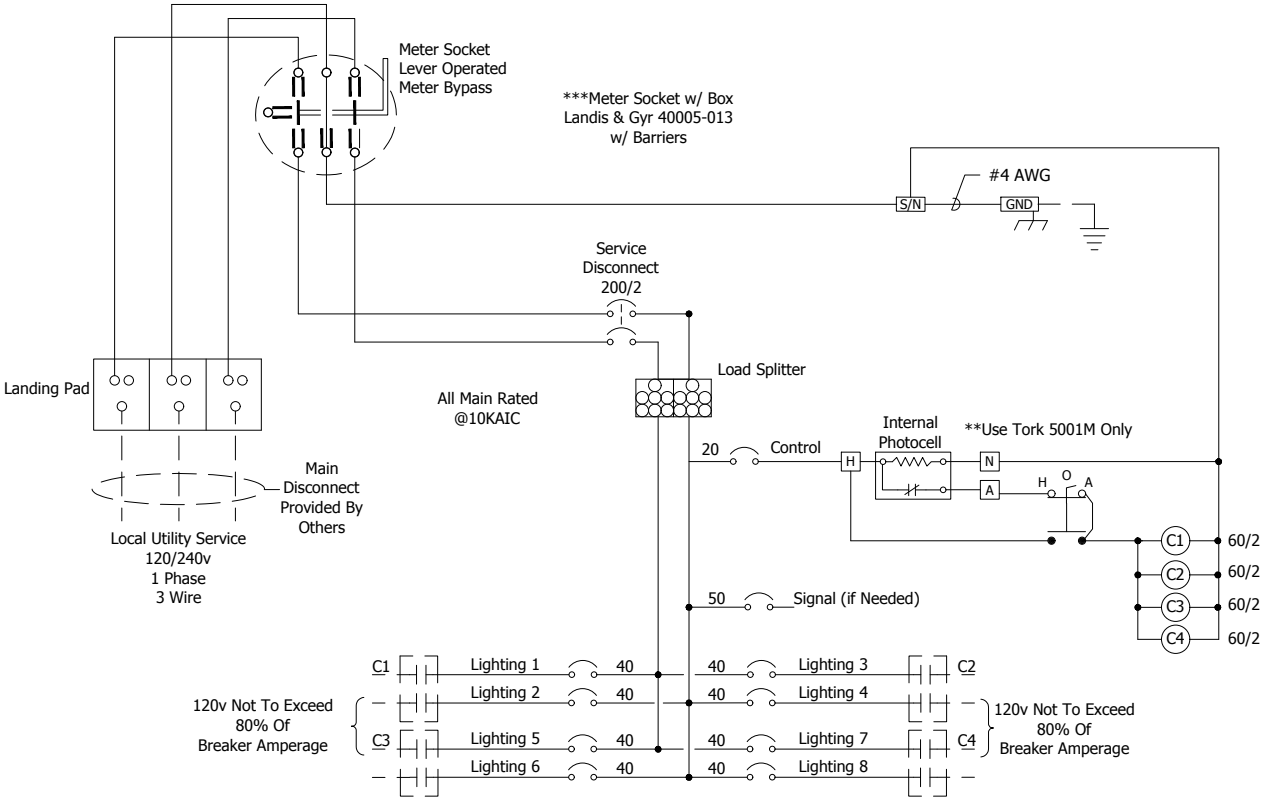 Meter Socket
Lever Operated
Meter Bypass
***Meter Socket w/ Box
Landis & Gyr 40005-013
w/ Barriers
#4 AWG
S/N
GND
Service
Disconnect
200/2
Landing Pad
All Main Rated
@10KAIC
Load Splitter
20
Control
H
Internal
Photocell
**Use Tork 5001M Only
N
A
H O A
Main
Disconnect
Provided By
Others
Local Utility Service
120/240v
1 Phase
3 Wire
C1 60/2
C2 60/2
C3 60/2
C4 60/2
50
Signal (if Needed)
C1 Lighting 1 40 40 Lighting 3 C2
Lighting 2 40 40 Lighting 4
120v Not To Exceed
80% Of
Breaker Amperage
120v Not To Exceed
80% Of
Breaker Amperage
C3 Lighting 5 40 40 Lighting 7 C4
Lighting 6 40 40 Lighting 8